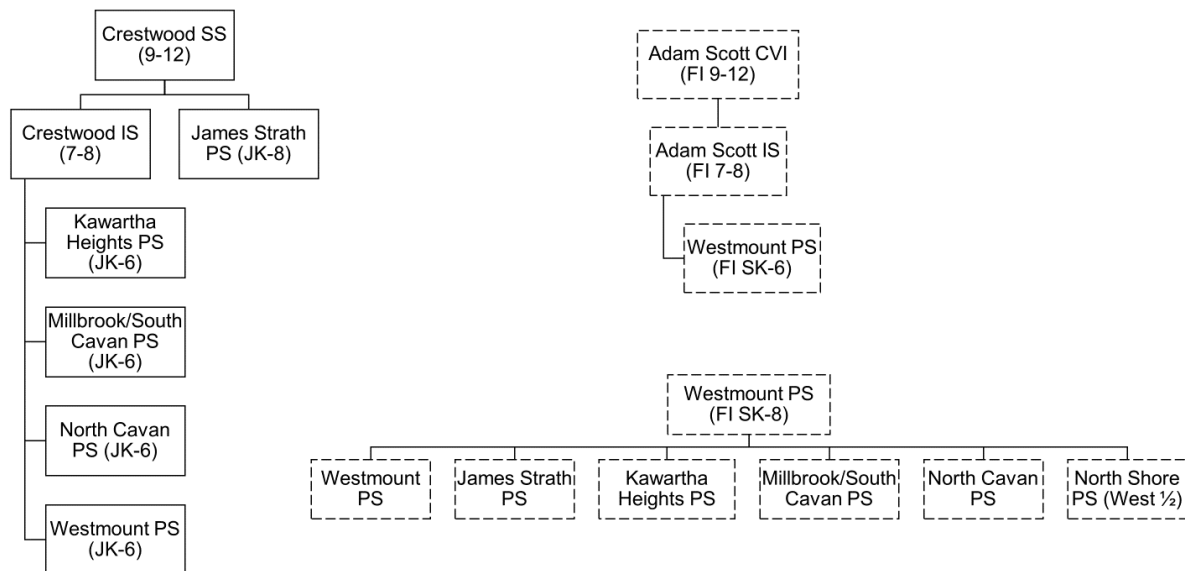 Crestwood SS
(9-12)
Crestwood IS
(7-8)
James Strath
PS (JK-8)
Kawartha
Heights PS
(JK-6)
Millbrook/South
Cavan PS
(JK-6)
North Cavan
PS (JK-6)
Westmount PS
(JK-6)
Adam Scott CVI
(FI 9-12)
Adam Scott IS
(FI 7-8)
Westmount PS
(FI SK-6)
Westmount PS
(FI SK-8)
Westmount
PS
James Strath
PS
Kawartha
Heights PS
Millbrook/South
Cavan PS
North Cavan
PS
North Shore
PS (West ½)